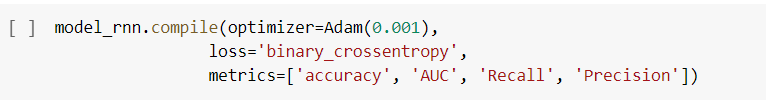 [ ] model_rnn.compile(optimizer=Adam(0.001),
loss='binary_crossentropy',
metrics=['accuracy', 'AUC', 'Recall', 'Precision'])